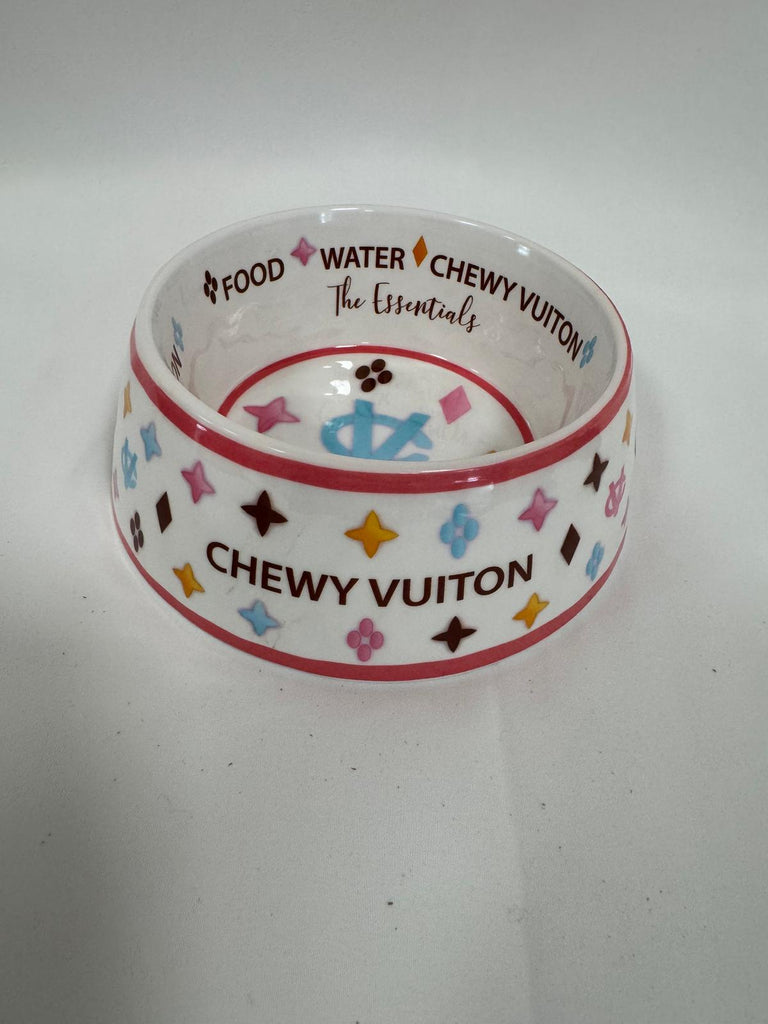 FOOD WATER CHEWY VUITON
The Essentials
CHEWY VUITON